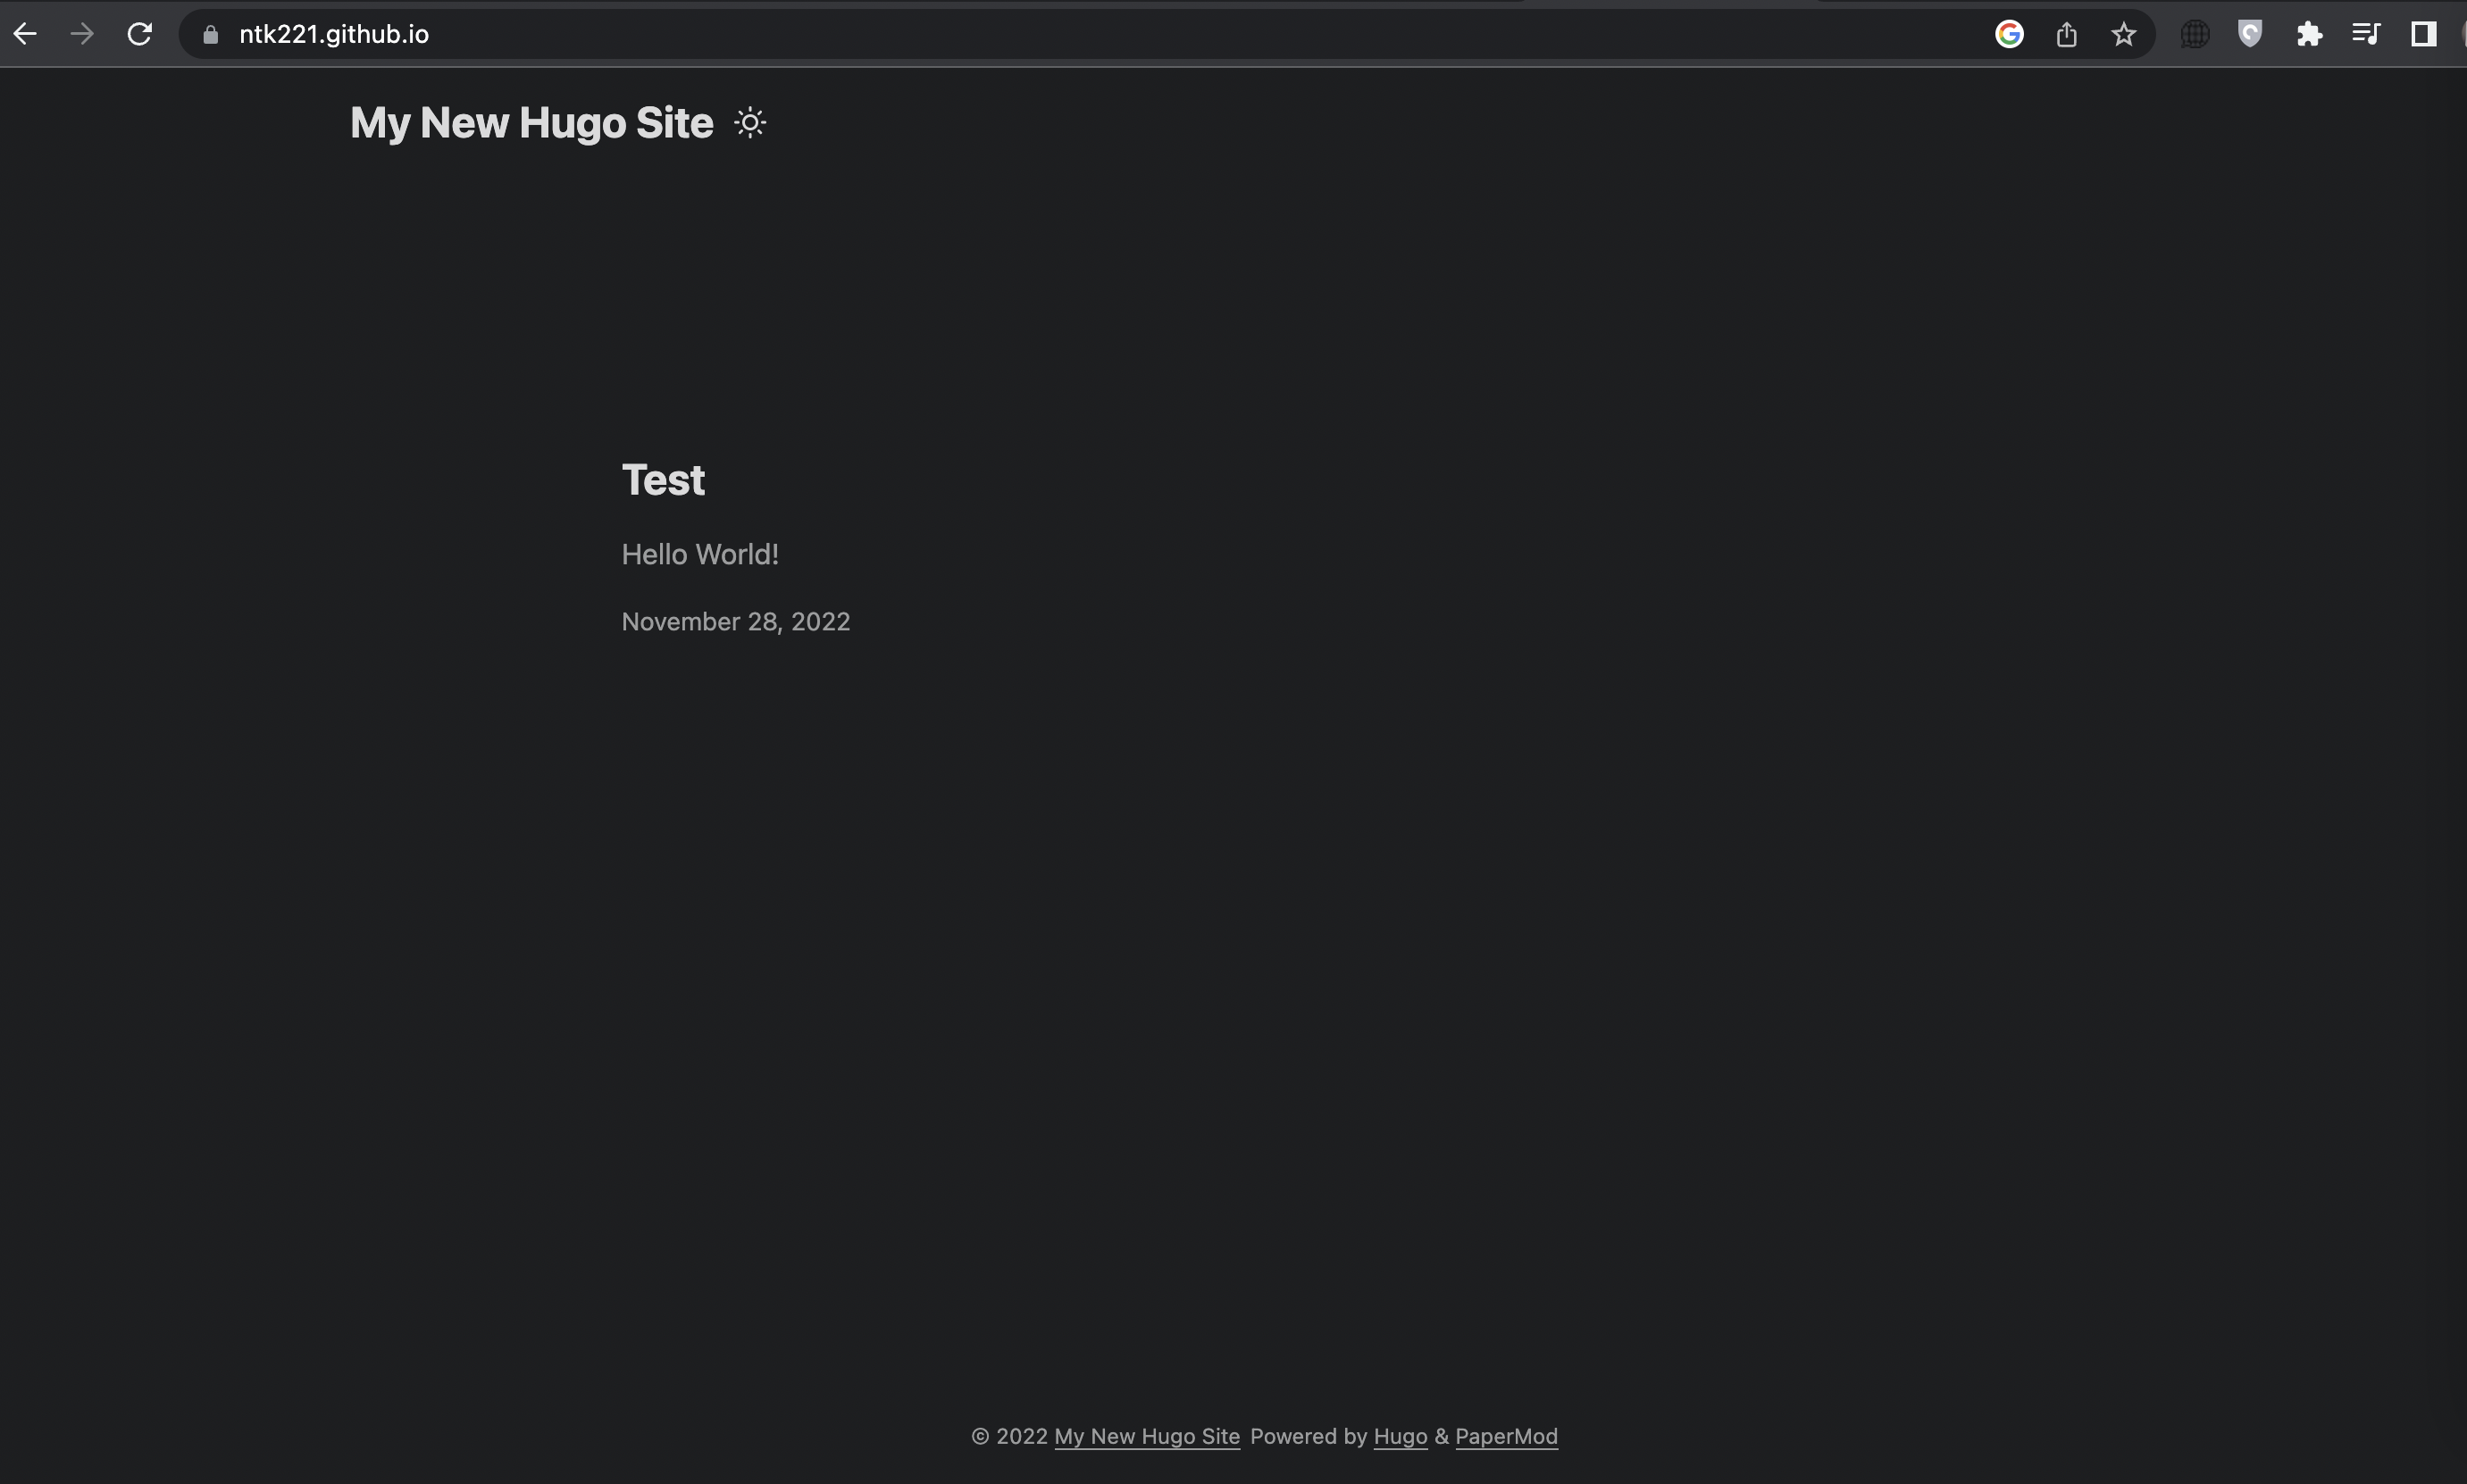 ntk221.github.io
My New Hugo Site
Test
Hello World!
November 28, 2022
© 2022 My New Hugo Site Powered by Hugo & PaperMod